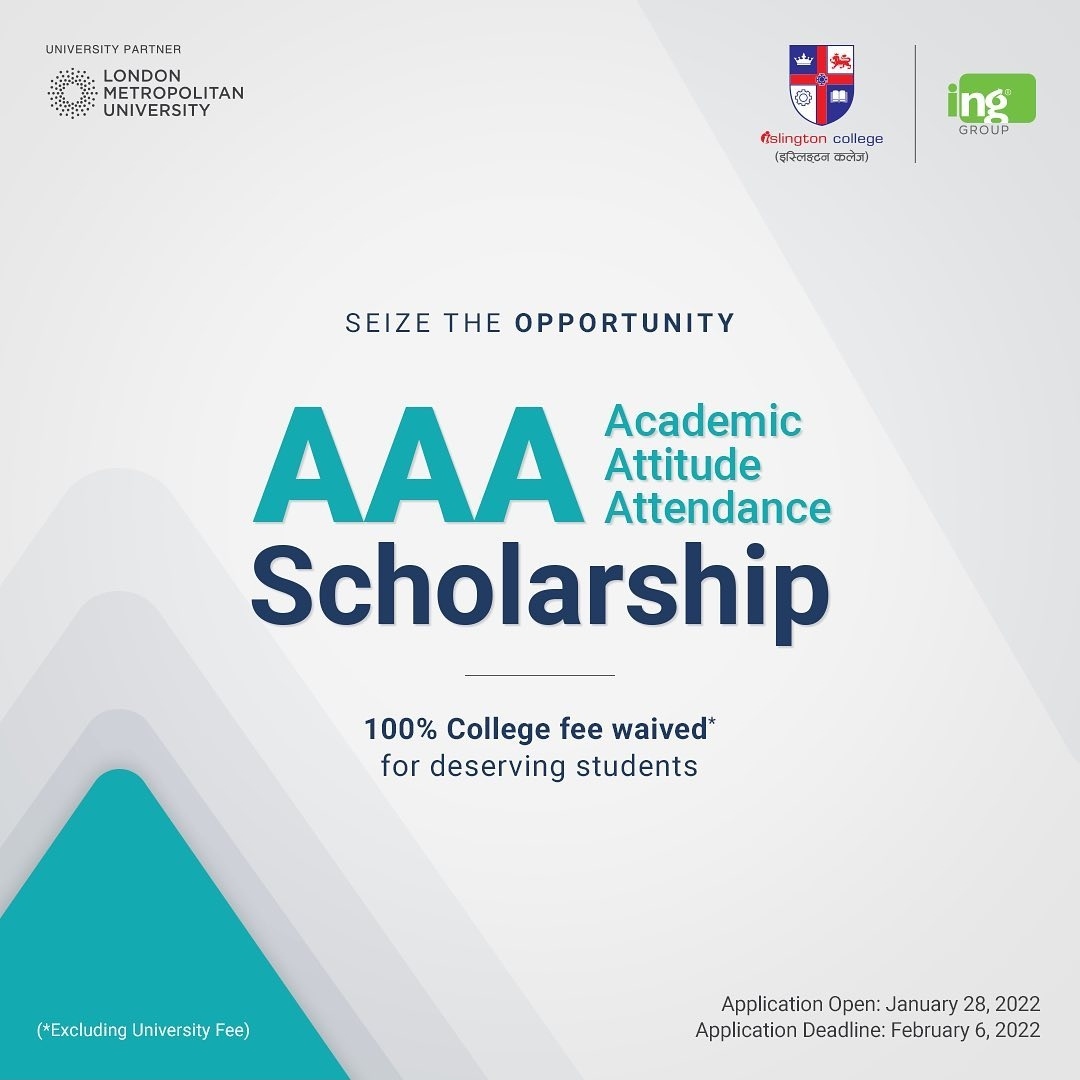 UNIVERSITY PARTNER
LONDON
METROPOLITAN
UNIVERSITY
islington college
(इस्लिङ्टन कलेज)
ing®
GROUP
SEIZE THE OPPORTUNITY
AAA
Academic
Attitude
Attendance
Scholarship
100% College fee waived*
for deserving students
(*Excluding University Fee)
Application Open: January 28, 2022
Application Deadline: February 6, 2022